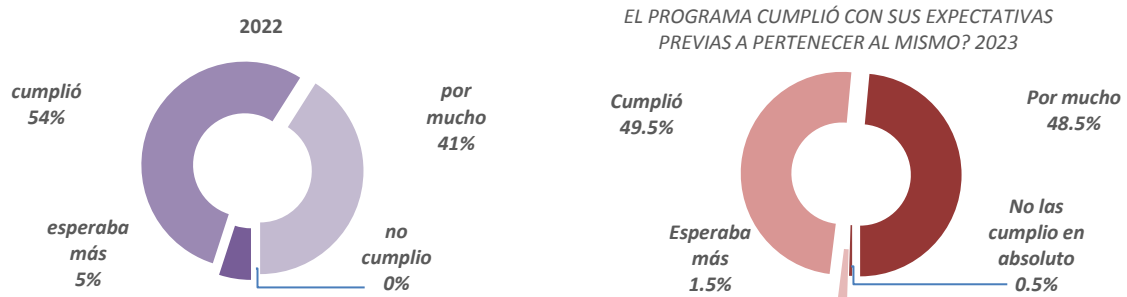 2022
cumplió
54%
por
mucho
41%
esperaba
más
5%
no
cumplio
0%
EL PROGRAMA CUMPLIÓ CON SUS EXPECTATIVAS
PREVIAS A PERTENECER AL MISMO? 2023
Cumplió
49.5%
Por mucho
48.5%
Esperaba
más
1.5%
No las
cumplio en
absoluto
0.5%